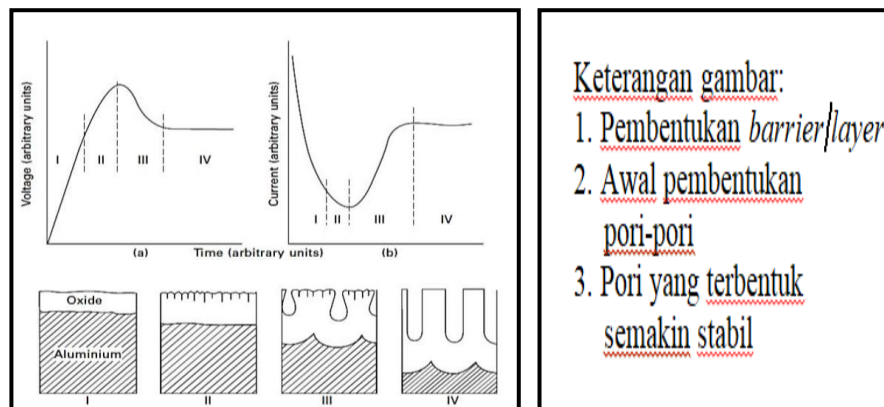 Voltage (arbitrary units)
I
II
III
IV
(a)
Current (arbitrary units)
I
II
III
IV
(b)
Time (arbitrary units)
Oxide
Aluminium
I
II
III
IV
Keterangan gambar:
1. Pembentukan barrier/layer
2. Awal pembentukan
pori-pori
3. Pori yang terbentuk
semakin stabil